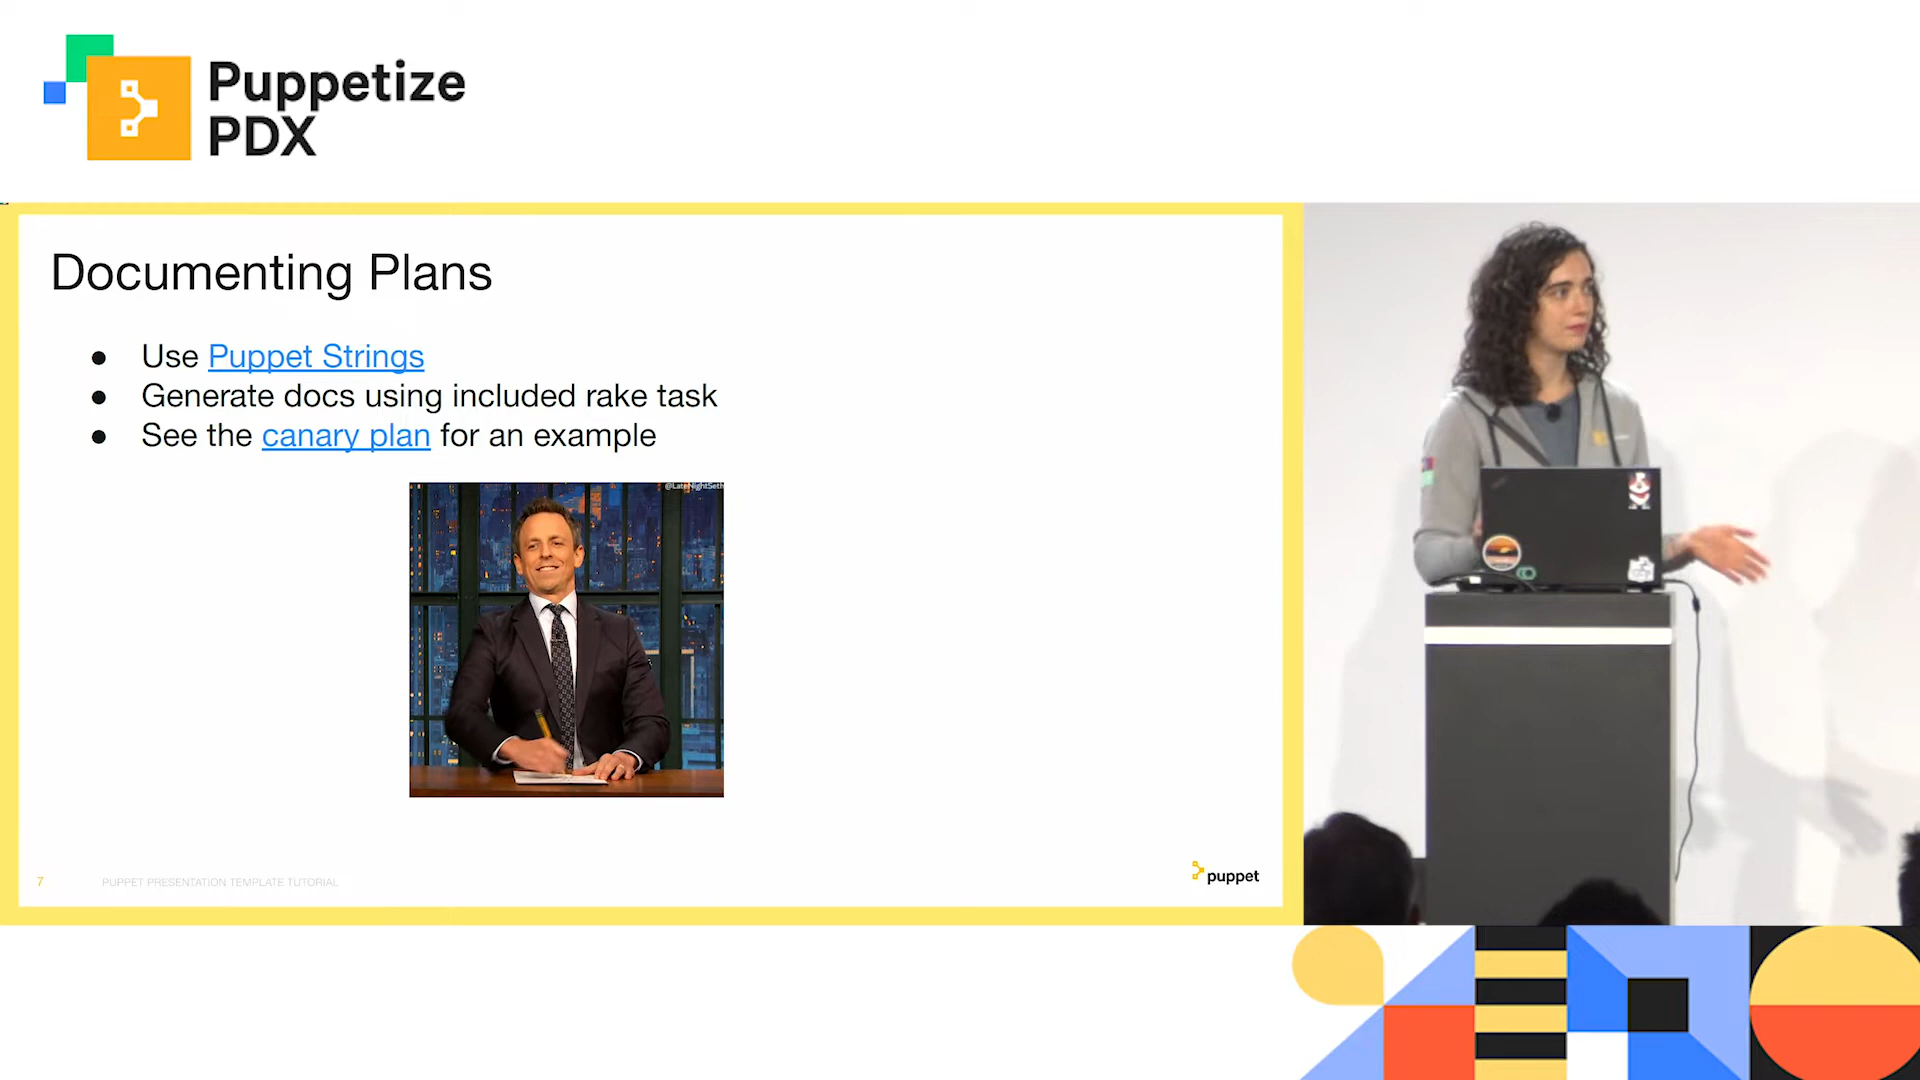 Puppetize
PDX
Documenting Plans
● Use Puppet Strings
● Generate docs using included rake task
● See the canary plan for an example
@LateNightSeth
7 PUPPET PRESENTATION TEMPLATE TUTORIAL
puppet